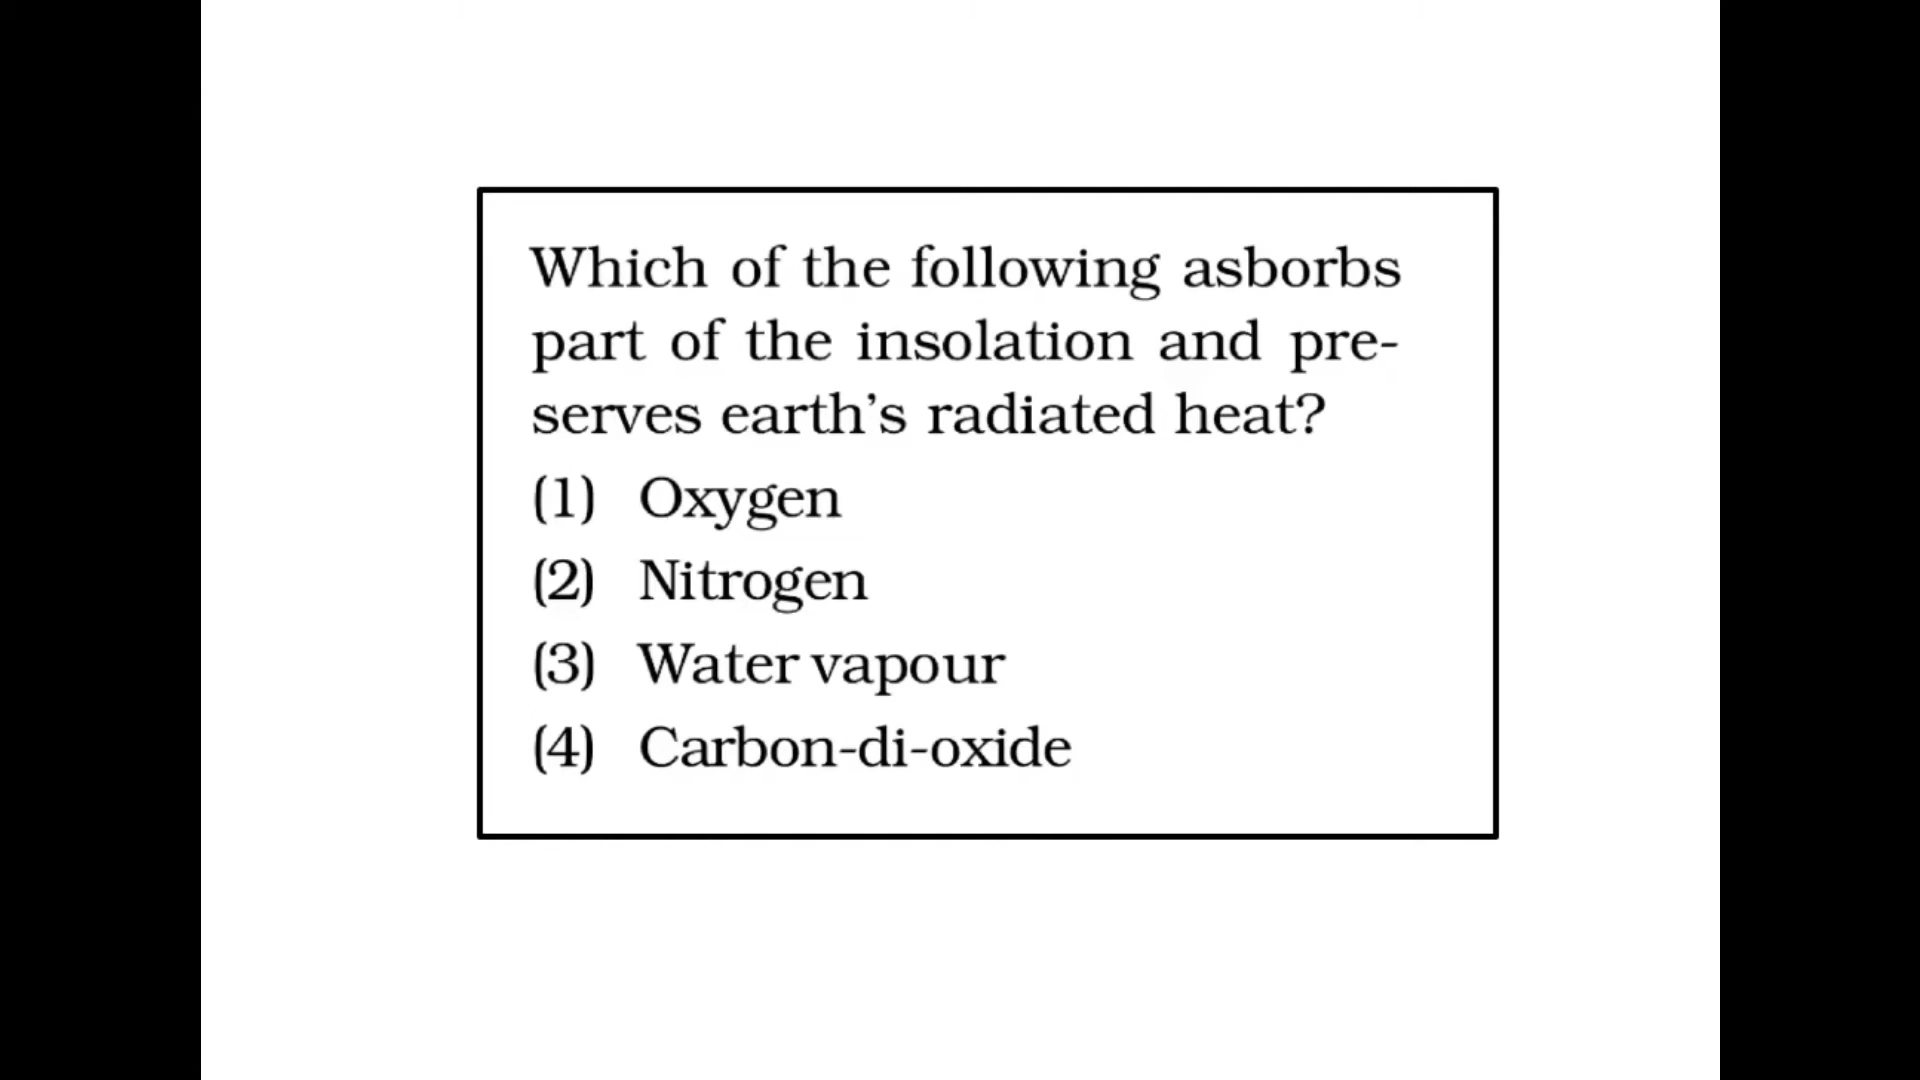 Which of the following asborbs
part of the insolation and pre-
serves earth's radiated heat?
(1) Oxygen
(2) Nitrogen
(3) Water vapour
(4) Carbon-di-oxide